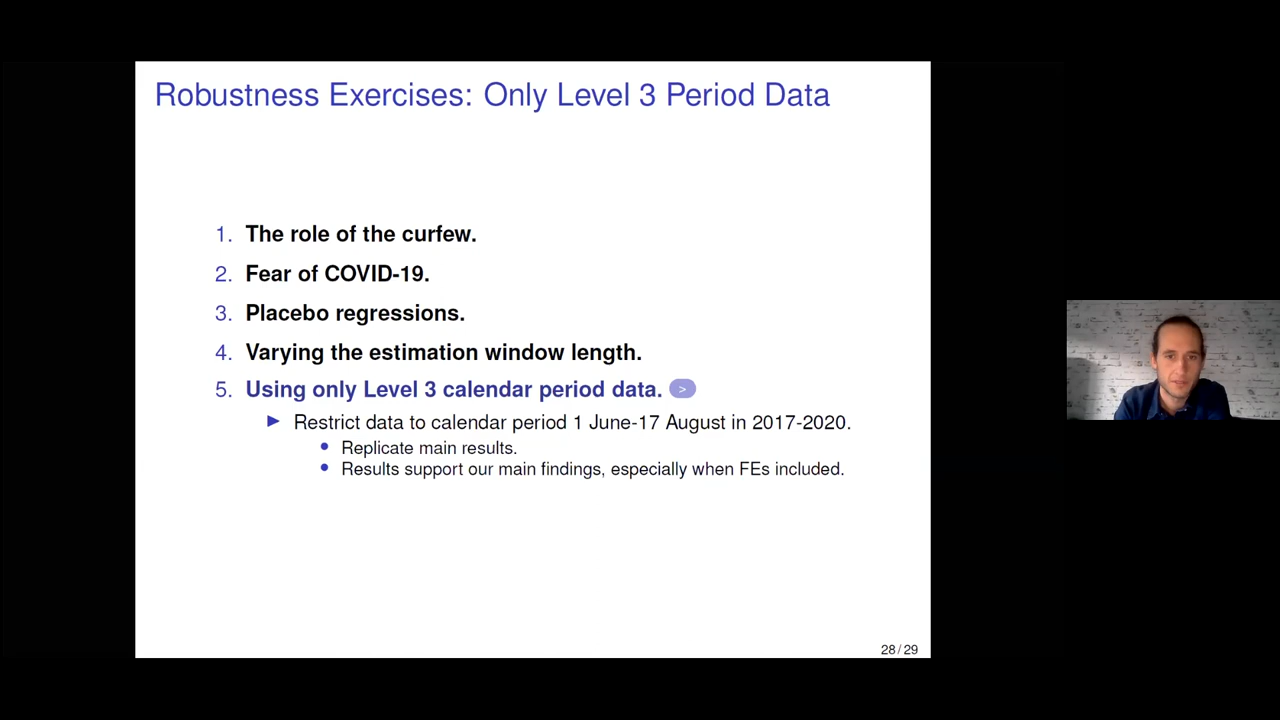 Robustness Exercises: Only Level 3 Period Data
1. The role of the curfew.
2. Fear of COVID-19.
3. Placebo regressions.
4. Varying the estimation window length.
5. Using only Level 3 calendar period data. >
Restrict data to calendar period 1 June-17 August in 2017-2020.
Replicate main results.
Results support our main findings, especially when FEs included.
28/29